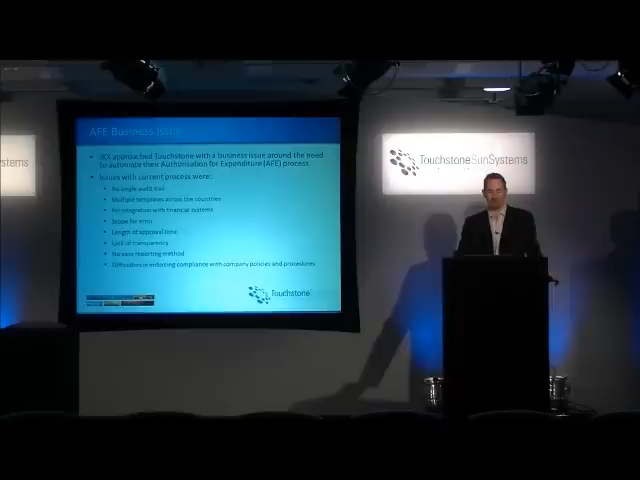 AFE Business Issue
approached Touchstone with a business issue around the need
to automate their Authorisation for Expenditure (AFE) process
Issues with current process were:
No single audit trail
Multiple templates across the countries
No integration with financial systems
Scope for error
Length of approval time
Lack of transparency
No easy reporting method
Difficulties in enforcing compliance with company policies and procedures
Touchstone
TouchstoneSunSystems
systems